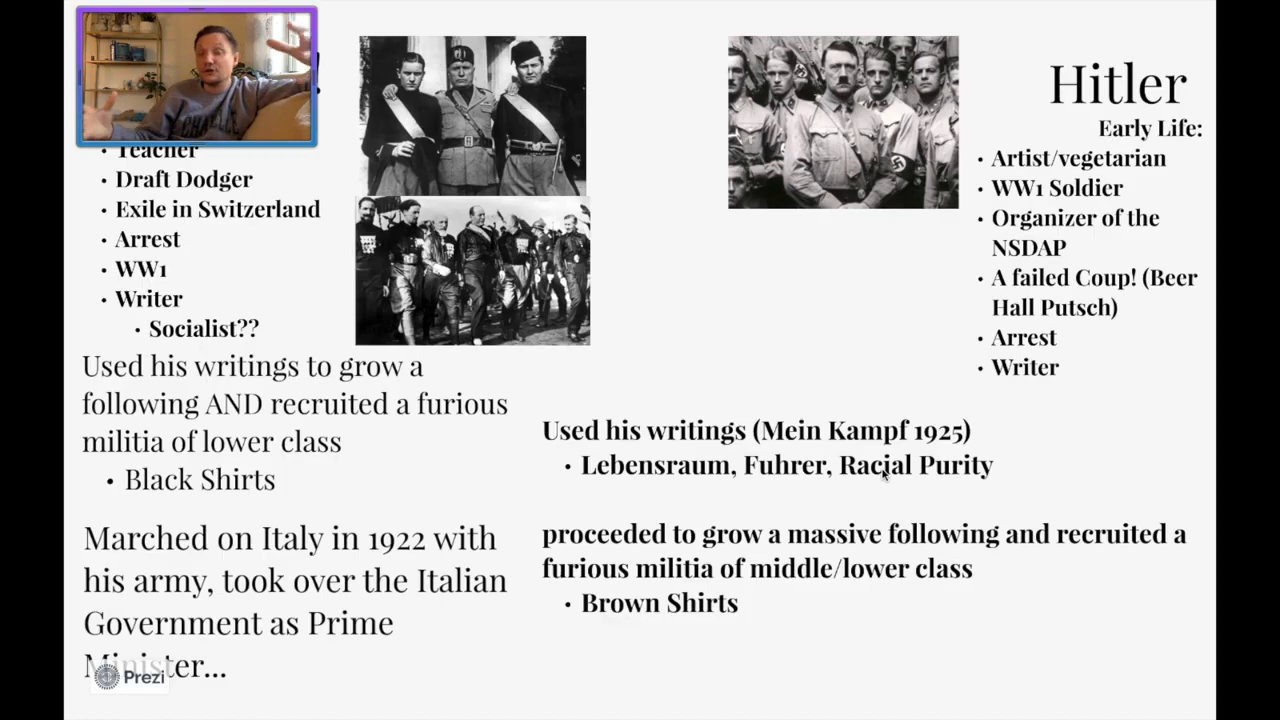 Teacher
• Draft Dodger
• Exile in Switzerland
• Arrest
• WW1
• Writer
• Socialist??
Used his writings to grow a
following AND recruited a furious
militia of lower class
• Black Shirts
Marched on Italy in 1922 with
his army, took over the Italian
Government as Prime
Minister...
Prezi
Hitler
Early Life:
• Artist/vegetarian
• WW1 Soldier
• Organizer of the
NSDAP
• A failed Coup! (Beer
Hall Putsch)
• Arrest
• Writer
Used his writings (Mein Kampf 1925)
• Lebensraum, Fuhrer, Racial Purity
proceeded to grow a massive following and recruited a
furious militia of middle/lower class
• Brown Shirts